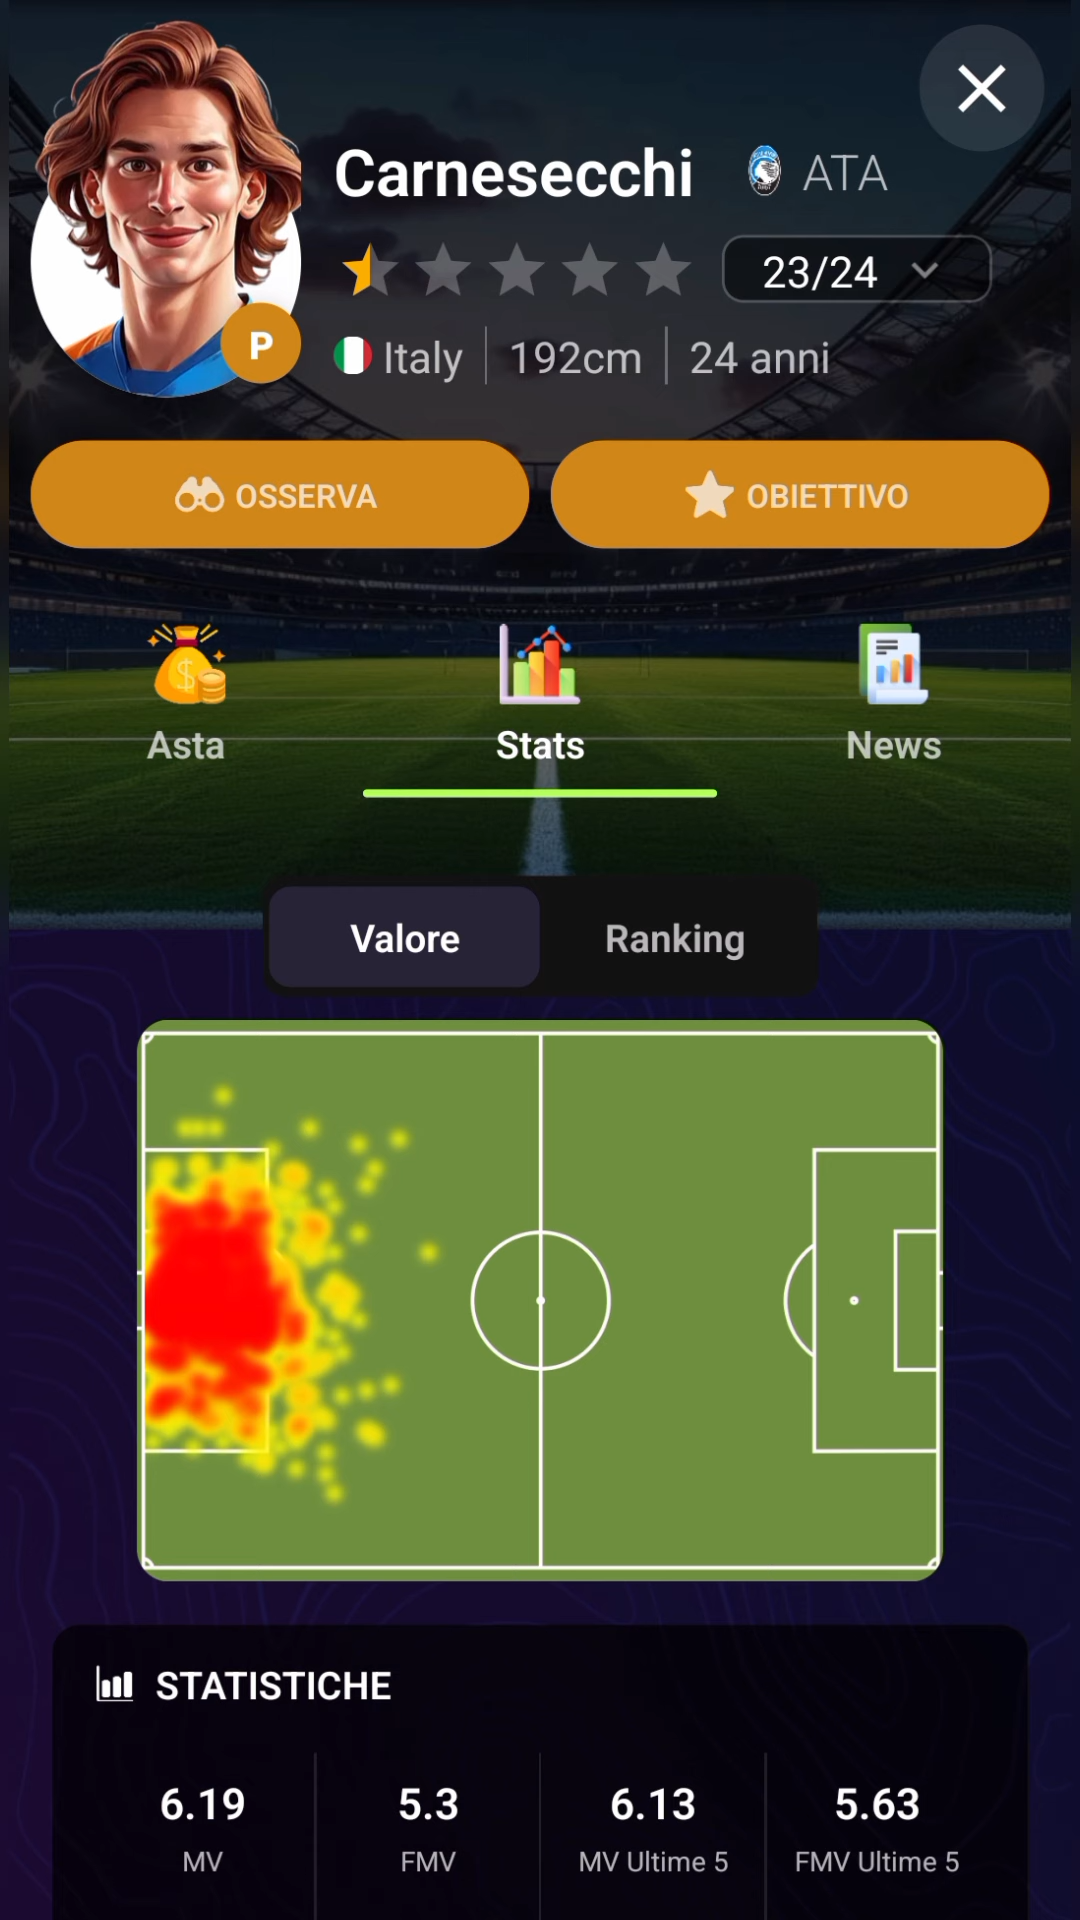 Carnesecchi ATA
23/24
P
Italy 192cm 24 anni
OSSERVA OBIETTIVO
Asta Stats News
Valore Ranking
STATISTICHE
6.19 5.3 6.13 5.63
MV FMV MV Ultime 5 FMV Ultime 5